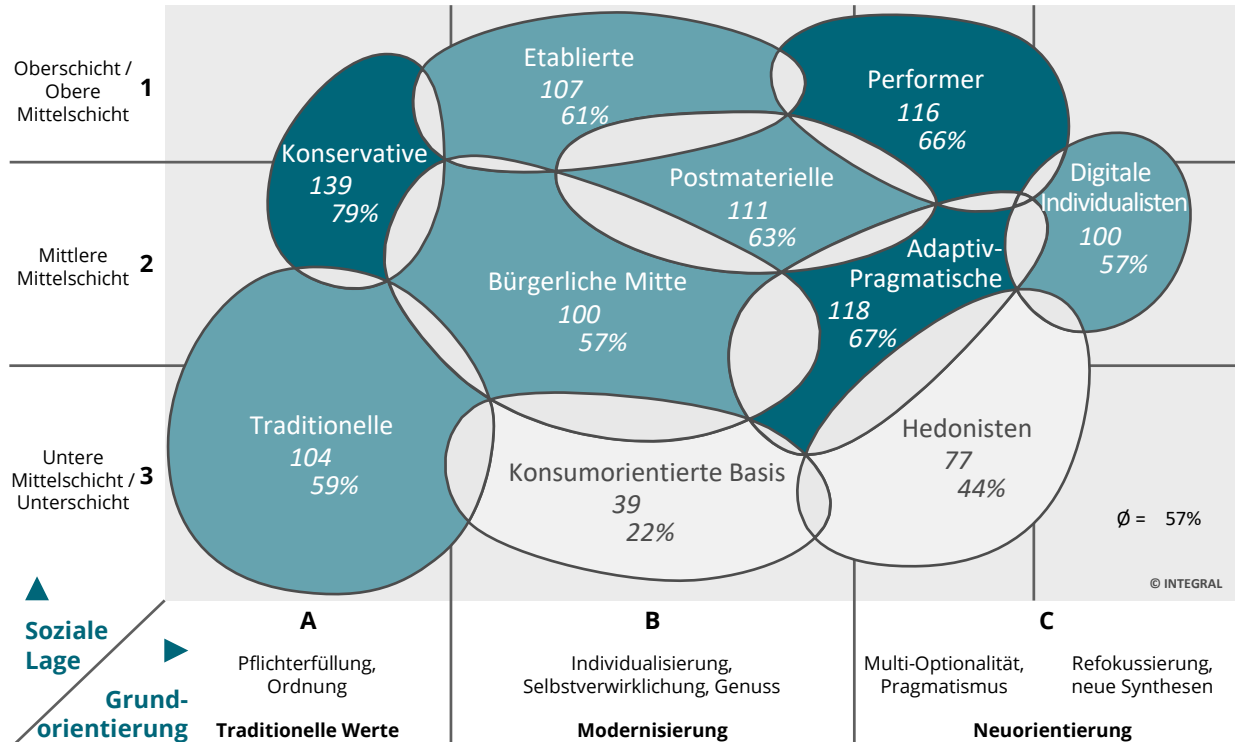 Oberschicht /
Obere
Mittelschicht
1
Mittlere
Mittelschicht
2
Untere
Mittelschicht /
Unterschicht
3
Etablierte
107
61%
Performer
116
66%
Konservative
139
79%
Postmaterielle
111
63%
Digitale
Individualisten
100
57%
Adaptiv-
Pragmatische
118
67%
Bürgerliche Mitte
100
57%
Traditionelle
104
59%
Konsumorientierte Basis
39
22%
Hedonisten
77
44%
Ø = 57%
© INTEGRAL
Soziale
Lage
Grund-
orientierung
A
Pflichterfüllung,
Ordnung
Traditionelle Werte
B
Individualisierung,
Selbstverwirklichung, Genuss
Modernisierung
C
Multi-Optionalität,
Pragmatismus
Refokussierung,
neue Synthesen
Neuorientierung